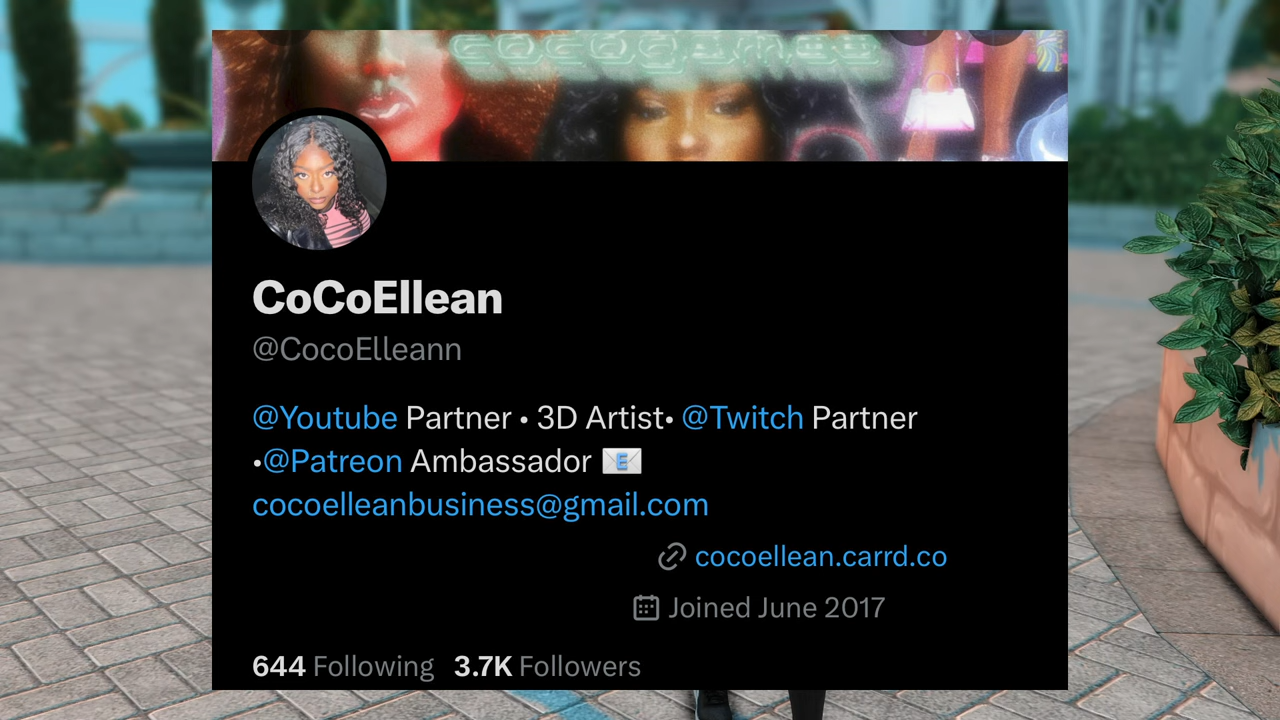 cocogames
CoCoEllean
@CocoElleann
@Youtube Partner • 3D Artist• @Twitch Partner
•@Patreon Ambassador 📧
cocoelleanbusiness@gmail.com
cocoellean.carrd.co
Joined June 2017
644 Following 3.7K Followers